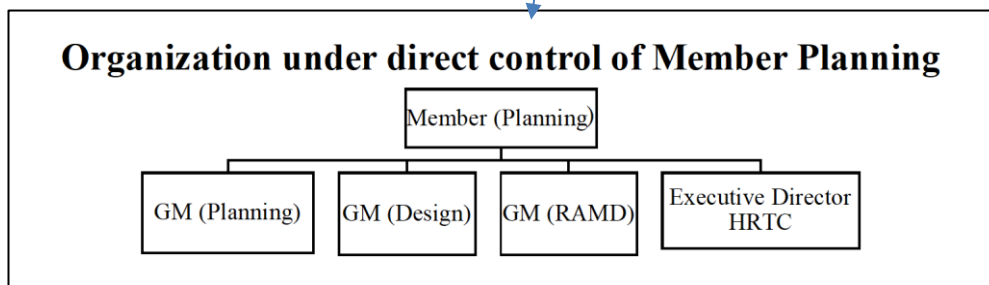 Organization under direct control of Member Planning
Member (Planning)
GM (Planning)
GM (Design)
GM (RAMD)
Executive Director
HRTC